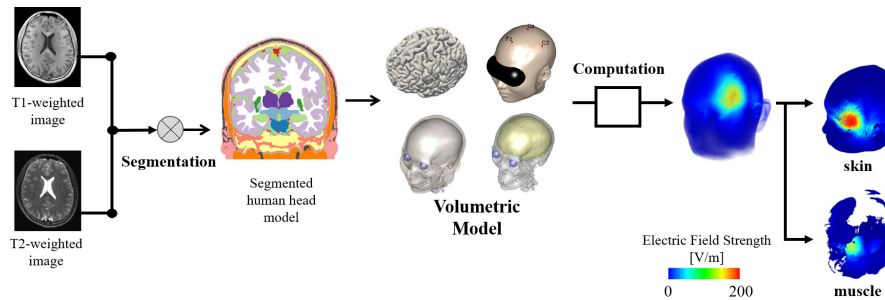 T1-weighted
image
T2-weighted
image
Segmentation
Segmented
human head
model
Volumetric
Model
Computation
Electric Field Strength
[V/m]
0 200
skin
muscle